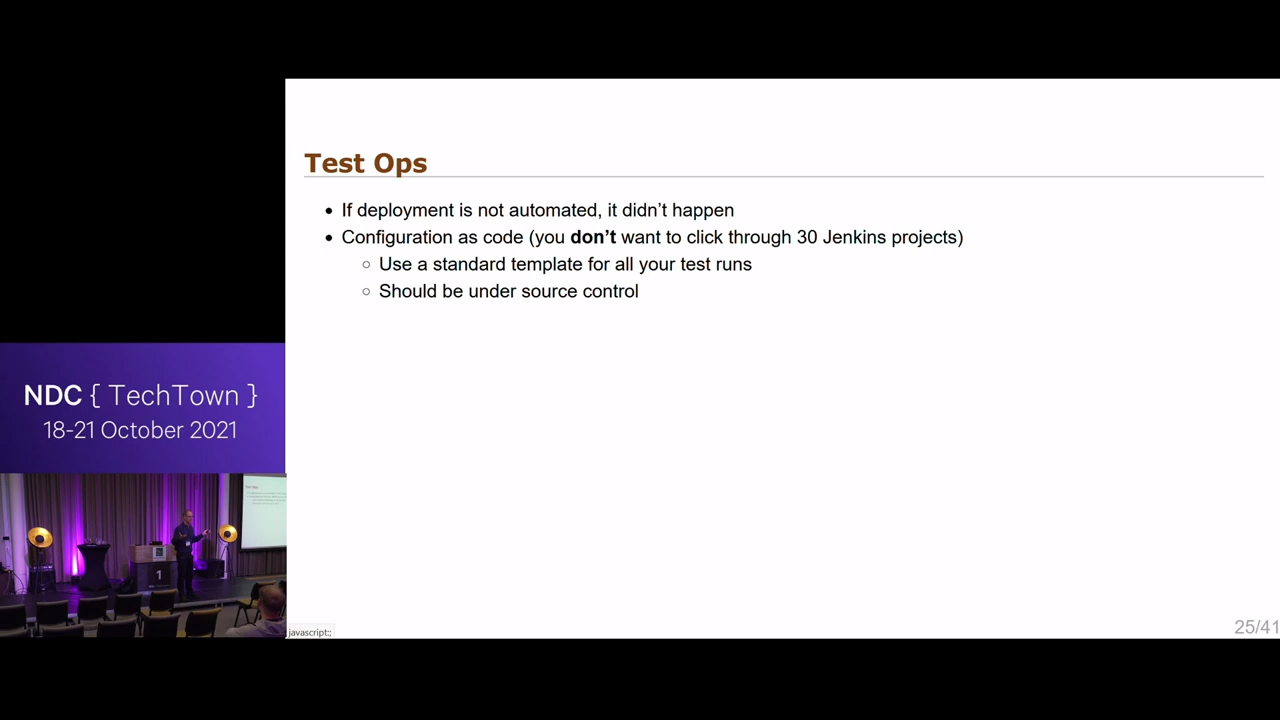 Test Ops
If deployment is not automated, it didn't happen
Configuration as code (you don't want to click through 30 Jenkins projects)
Use a standard template for all your test runs
Should be under source control
NDC { TechTown }
18-21 October 2021
1
javascript:;
25/41